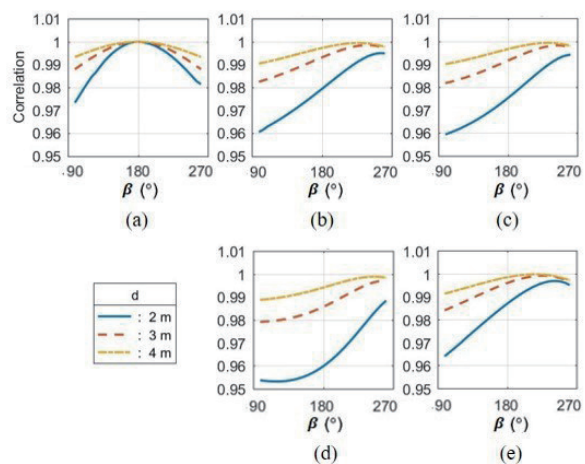 1.01 1.01 1.01
1 1 1
0.99 0.99 0.99
Correlation
0.98 0.98 0.98
0.97 0.97 0.97
0.96 0.96 0.96
0.95 0.95 0.95
90 180 270 90 180 270 90 180 270
β (°) β (°) β (°)
(a) (b) (c)
1.01 1.01
1 1
0.99 0.99
0.98 0.98
0.97 0.97
0.96 0.96
0.95 0.95
90 180 270 90 180 270
β (°) β (°)
(d) (e)
d
: 2 m
: 3 m
: 4 m